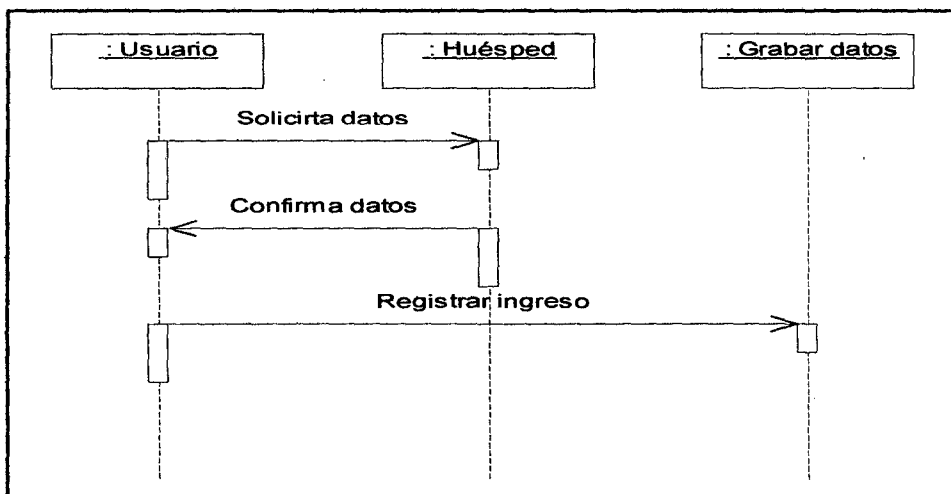 : Usuario
: Huésped
: Grabar datos
Solicirta datos
Confirma datos
Registrar ingreso